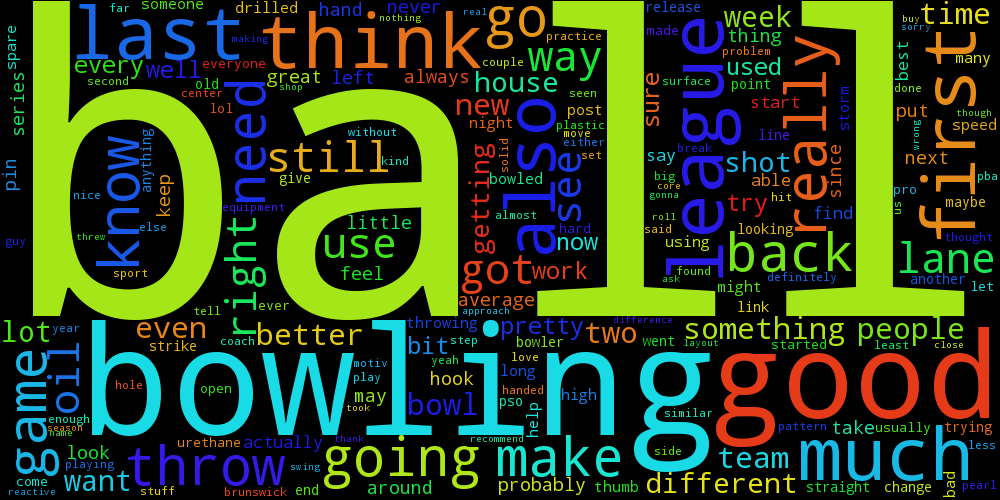 ball
bowling
good
last
think
go
way
much
throw
going
make
league
really
first
also
know
need
still
use
right
got
back
lane
game
oil
far
someone
drilled
hand
never
nothing
real
release
week
time
buy
sorry
spare
making
everyone
practice
couple
made
thing
problem
every
well
second
old
great
shop
left
always
house
seen
used
best
many
series
center
lol
new
post
surface
point
done
night
plastic
move
either
set
solid
sure
start
storm
put
speed
though
line
wrong
pin
anything
without
kind
give
keep
nice
else
threw
sport
equipment
little
feel
getting
bowled
almost
see
hard
now
work
say
break
shot
big
core
gonna
able
since
next
pba
try
hit
pro
maybe
us
find
roll
said
looking
thought
using
guy
tell
ever
average
approach
ask
found
might
definitely
link
another
let
lot
year
even
strike
coach
better
throwing
bit
step
pretty
bowler
two
difference
went
something
people
layout
started
least
close
yeah
love
long
hook
motiv
play
may
took
hole
open
bowl
handed
pso
help
high
similar
enough
season
name
urethane
actually
thank
recommend
side
pattern
take
usually
trying
look
playing
come
want
stuff
brunswick
end
swing
around
probably
thumb
different
team
straight
change
bad
less
pearl
reactive